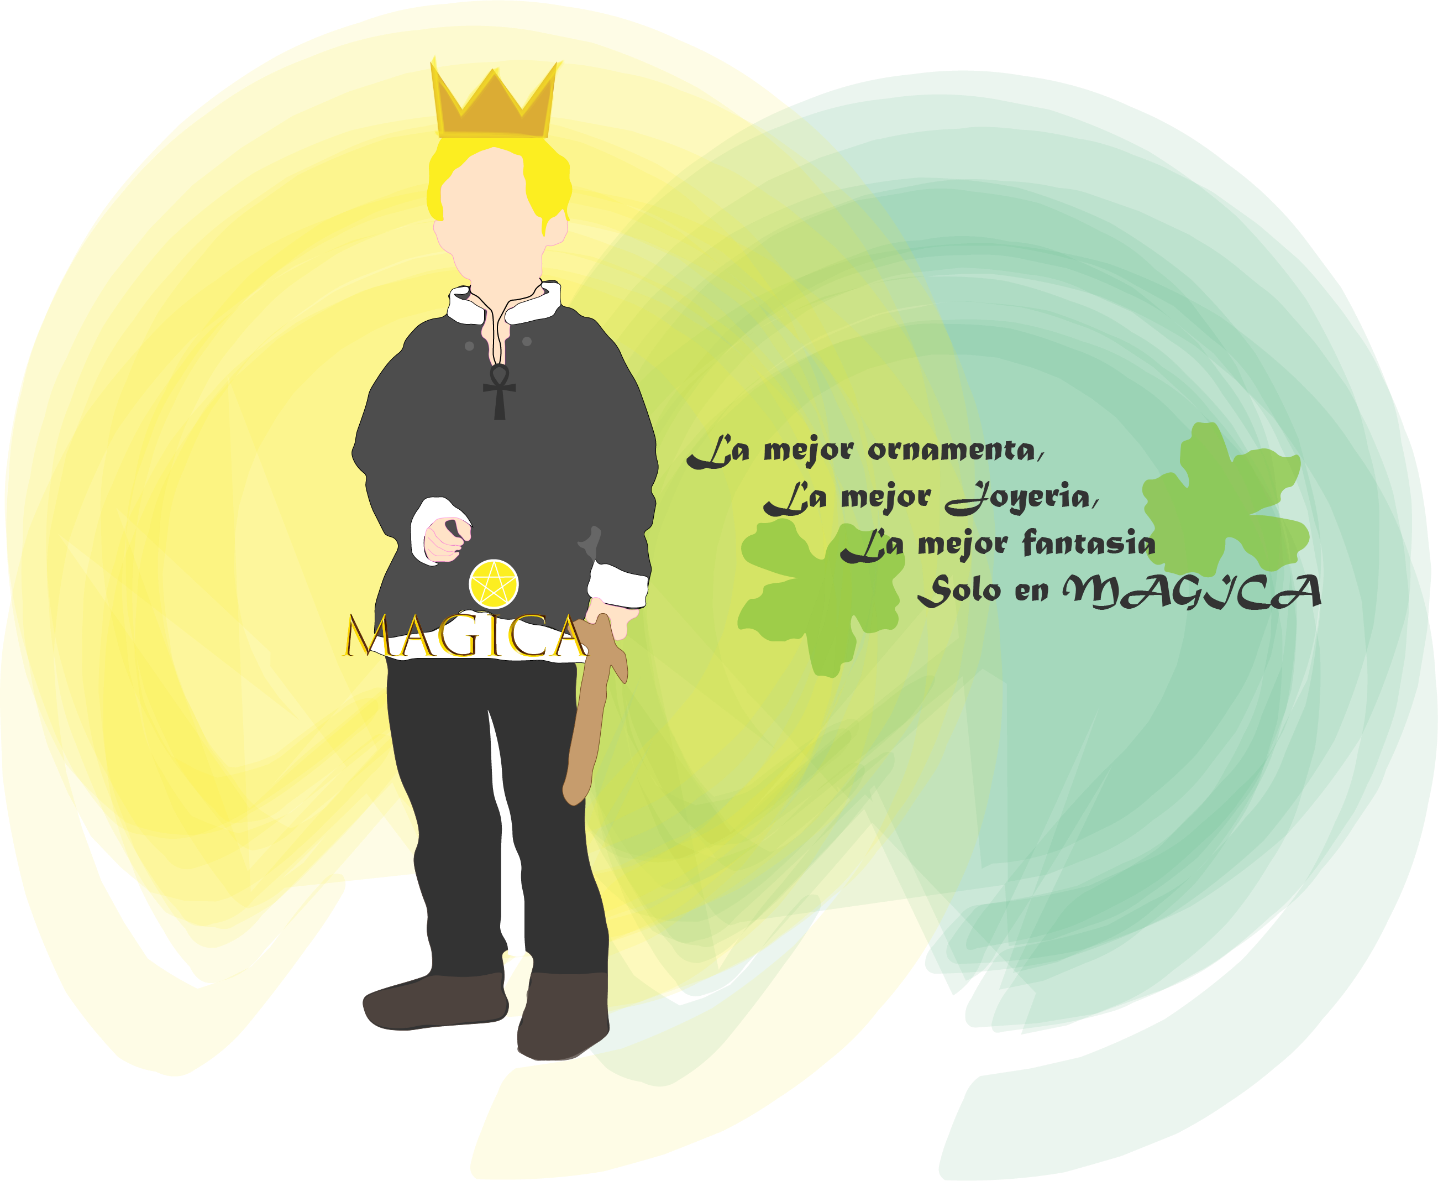 La mejor ornamenta,
La mejor Joyeria,
La mejor fantasia
Solo en MAGICA
MAGICA